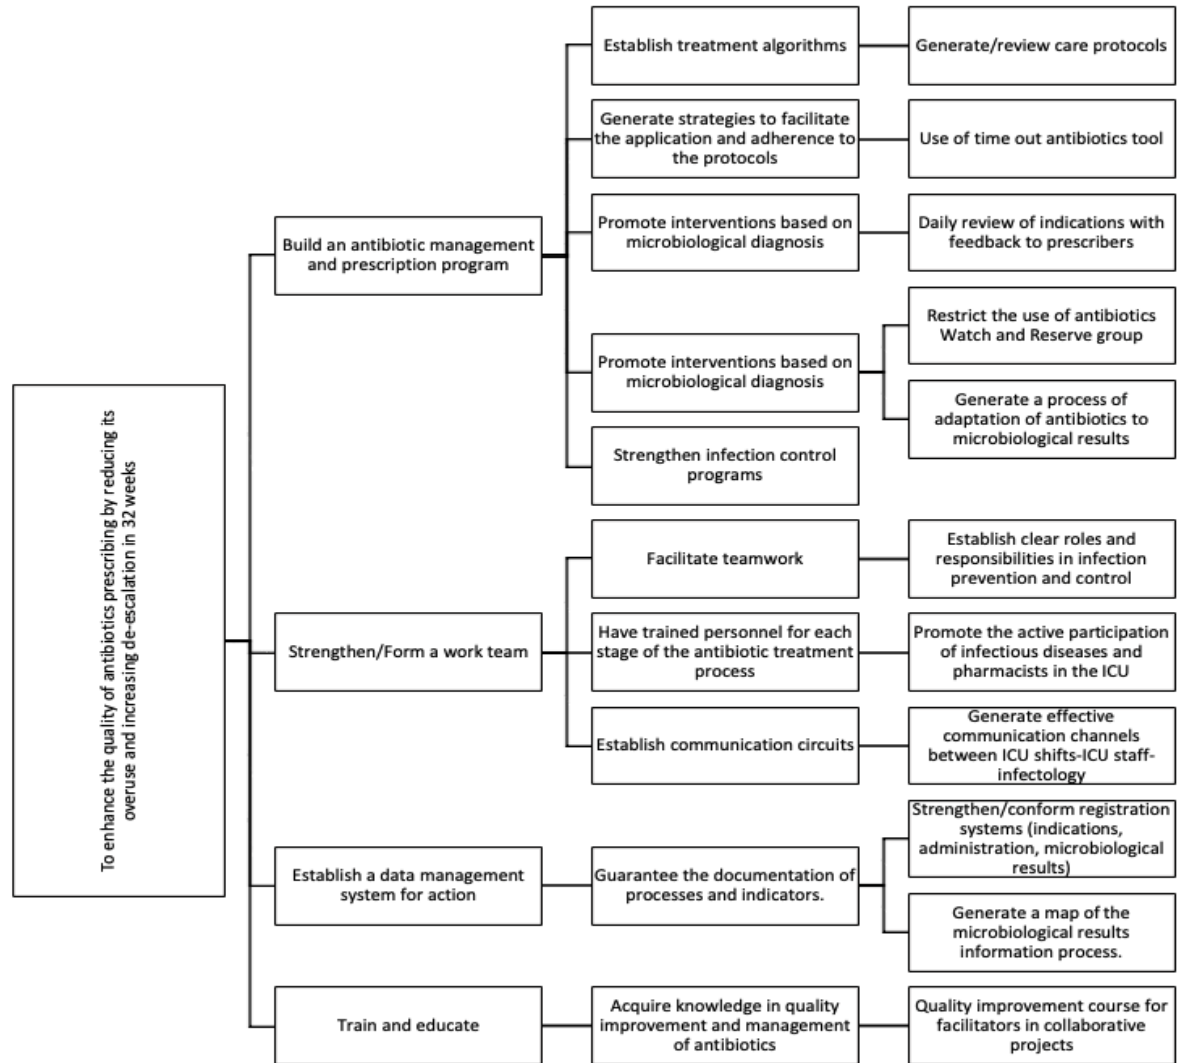 To enhance the quality of antibiotics prescribing by reducing its
overuse and increasing de-escalation in 32 weeks
Build an antibiotic management
and prescription program
Establish treatment algorithms
Generate/review care protocols
Generate strategies to facilitate
the application and adherence to
the protocols
Use of time out antibiotics tool
Promote interventions based on
microbiological diagnosis
Daily review of indications with
feedback to prescribers
Promote interventions based on
microbiological diagnosis
Restrict the use of antibiotics
Watch and Reserve group
Generate a process of
adaptation of antibiotics to
microbiological results
Strengthen infection control
programs
Strengthen/Form a work team
Facilitate teamwork
Establish clear roles and
responsibilities in infection
prevention and control
Have trained personnel for each
stage of the antibiotic treatment
process
Promote the active participation
of infectious diseases and
pharmacists in the ICU
Establish communication circuits
Generate effective
communication channels
between ICU shifts-ICU staff-
infectology
Establish a data management
system for action
Guarantee the documentation of
processes and indicators.
Strengthen/conform registration
systems (indications,
administration, microbiological
results)
Generate a map of the
microbiological results
information process.
Train and educate
Acquire knowledge in quality
improvement and management
of antibiotics
Quality improvement course for
facilitators in collaborative
projects